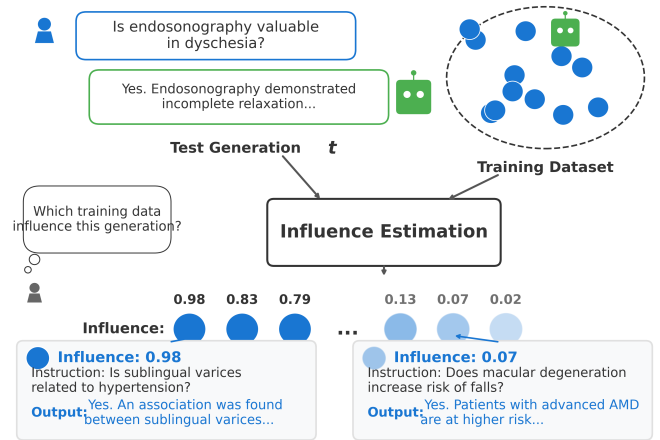 Is endosonography valuable
in dyschesia?
Yes. Endosonography demonstrated
incomplete relaxation...
Test Generation t
Training Dataset
Which training data
influence this generation?
Influence Estimation
0.98 0.83 0.79 0.13 0.07 0.02
Influence: ...
Influence: 0.98
Instruction: Is sublingual varices
related to hypertension?
Output: Yes. An association was found
between sublingual varices...
Influence: 0.07
Instruction: Does macular degeneration
increase risk of falls?
Output: Yes. Patients with advanced AMD
are at higher risk...